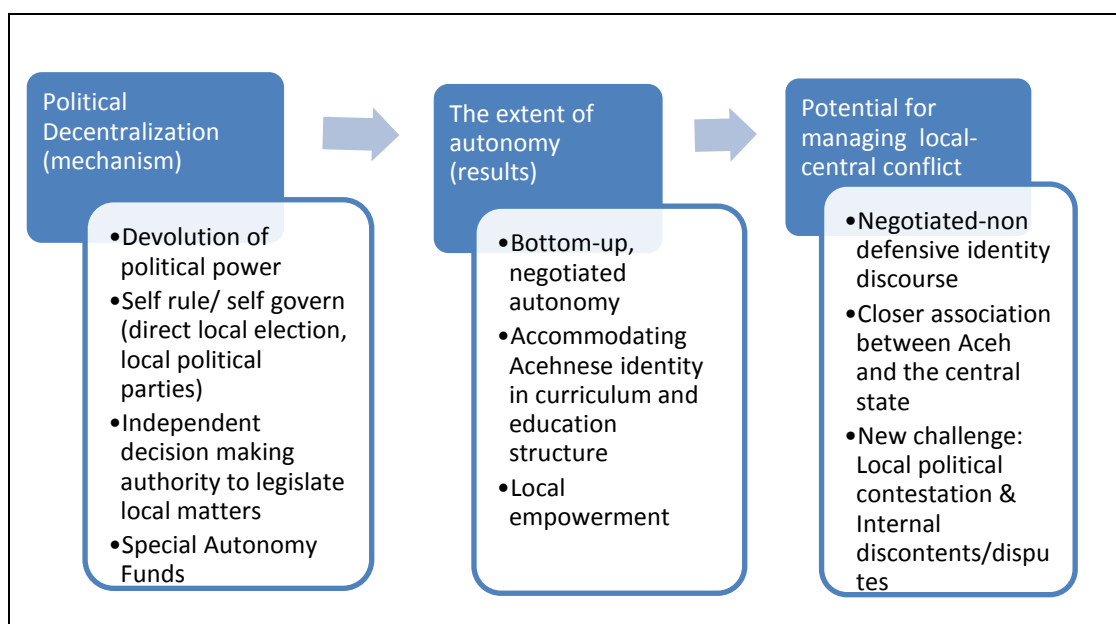 Political
Decentralization
(mechanism)
•Devolution of
political power
•Self rule/ self govern
(direct local election,
local political
parties)
•Independent
decision making
authority to legislate
local matters
•Special Autonomy
Funds
The extent of
autonomy
(results)
•Bottom-up,
negotiated
autonomy
•Accommodating
Acehnese identity
in curriculum and
education
structure
•Local
empowerment
Potential for
managing local-
central conflict
•Negotiated-non
defensive identity
discourse
•Closer association
between Aceh
and the central
state
•New challenge:
Local political
contestation &
Internal
discontents/dispu
tes